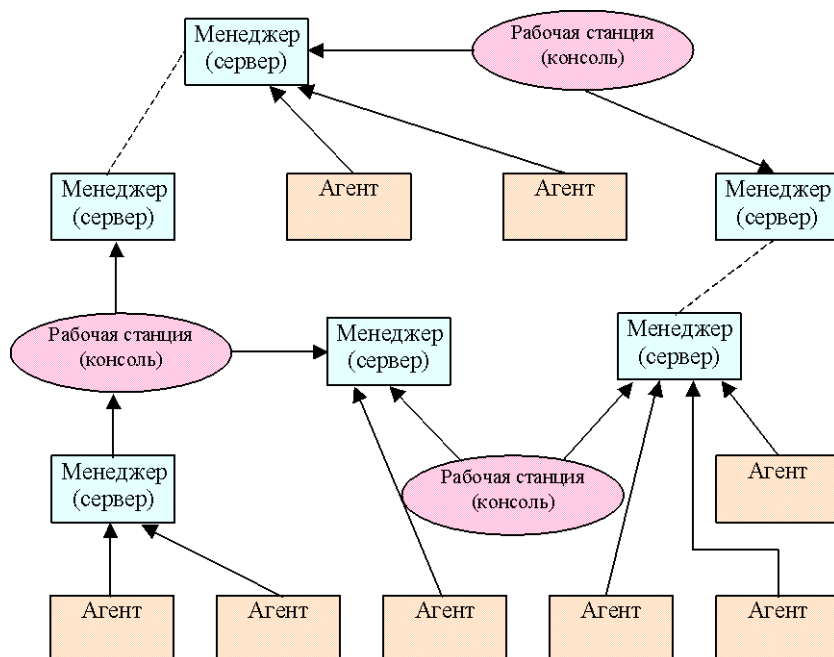 Менеджер
(сервер)
Рабочая станция
(консоль)
Менеджер
(сервер)
Агент
Агент
Менеджер
(сервер)
Рабочая станция
(консоль)
Менеджер
(сервер)
Менеджер
(сервер)
Менеджер
(сервер)
Рабочая станция
(консоль)
Агент
Агент
Агент
Агент
Агент
Агент